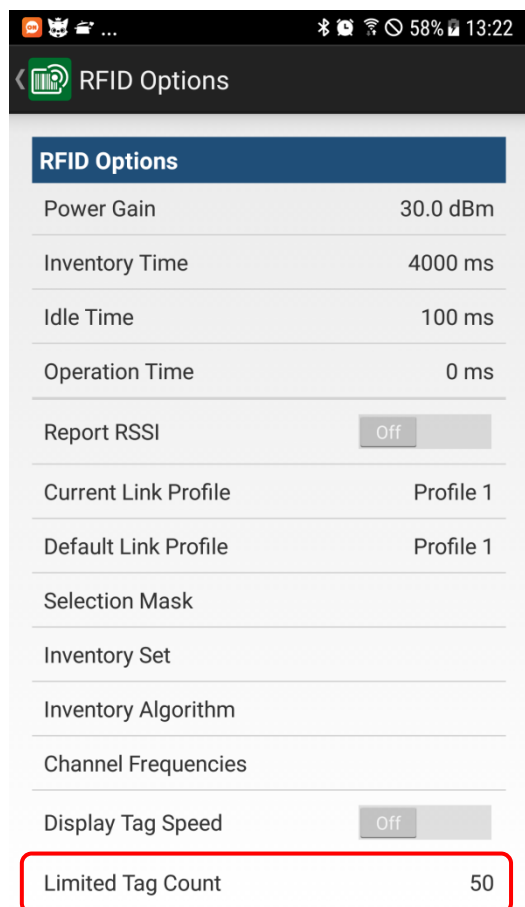 ... 58% 13:22
RFID Options
RFID Options
Power Gain 30.0 dBm
Inventory Time 4000 ms
Idle Time 100 ms
Operation Time 0 ms
Report RSSI Off
Current Link Profile Profile 1
Default Link Profile Profile 1
Selection Mask
Inventory Set
Inventory Algorithm
Channel Frequencies
Display Tag Speed Off
Limited Tag Count 50